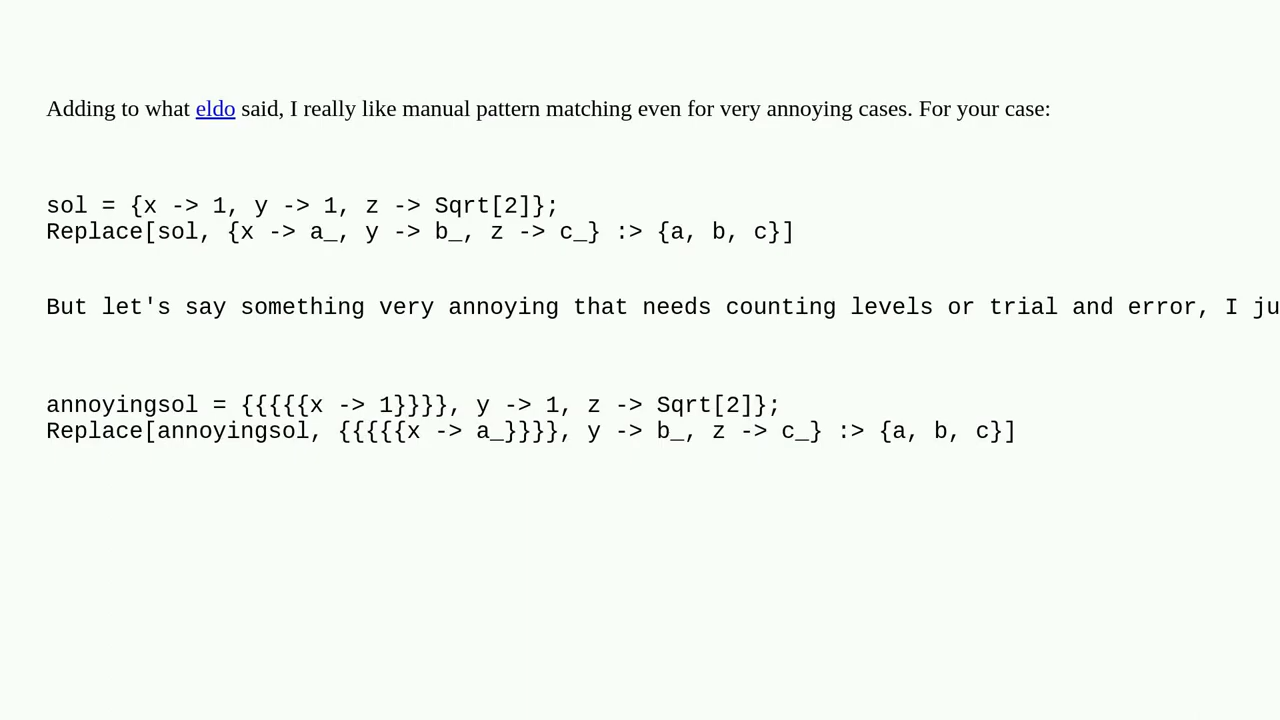 Adding to what eldo said, I really like manual pattern matching even for very annoying cases. For your case:
sol = {x -> 1, y -> 1, z -> Sqrt[2]};
Replace[sol, {x -> a_, y -> b_, z -> c_} :> {a, b, c}]
But let's say something very annoying that needs counting levels or trial and error, I
annoyingsol = {{{{{x -> 1}}}}, y -> 1, z -> Sqrt[2]};
Replace[annoyingsol, {{{{{x -> a_}}}}, y -> b_, z -> c_} :> {a, b, c}]